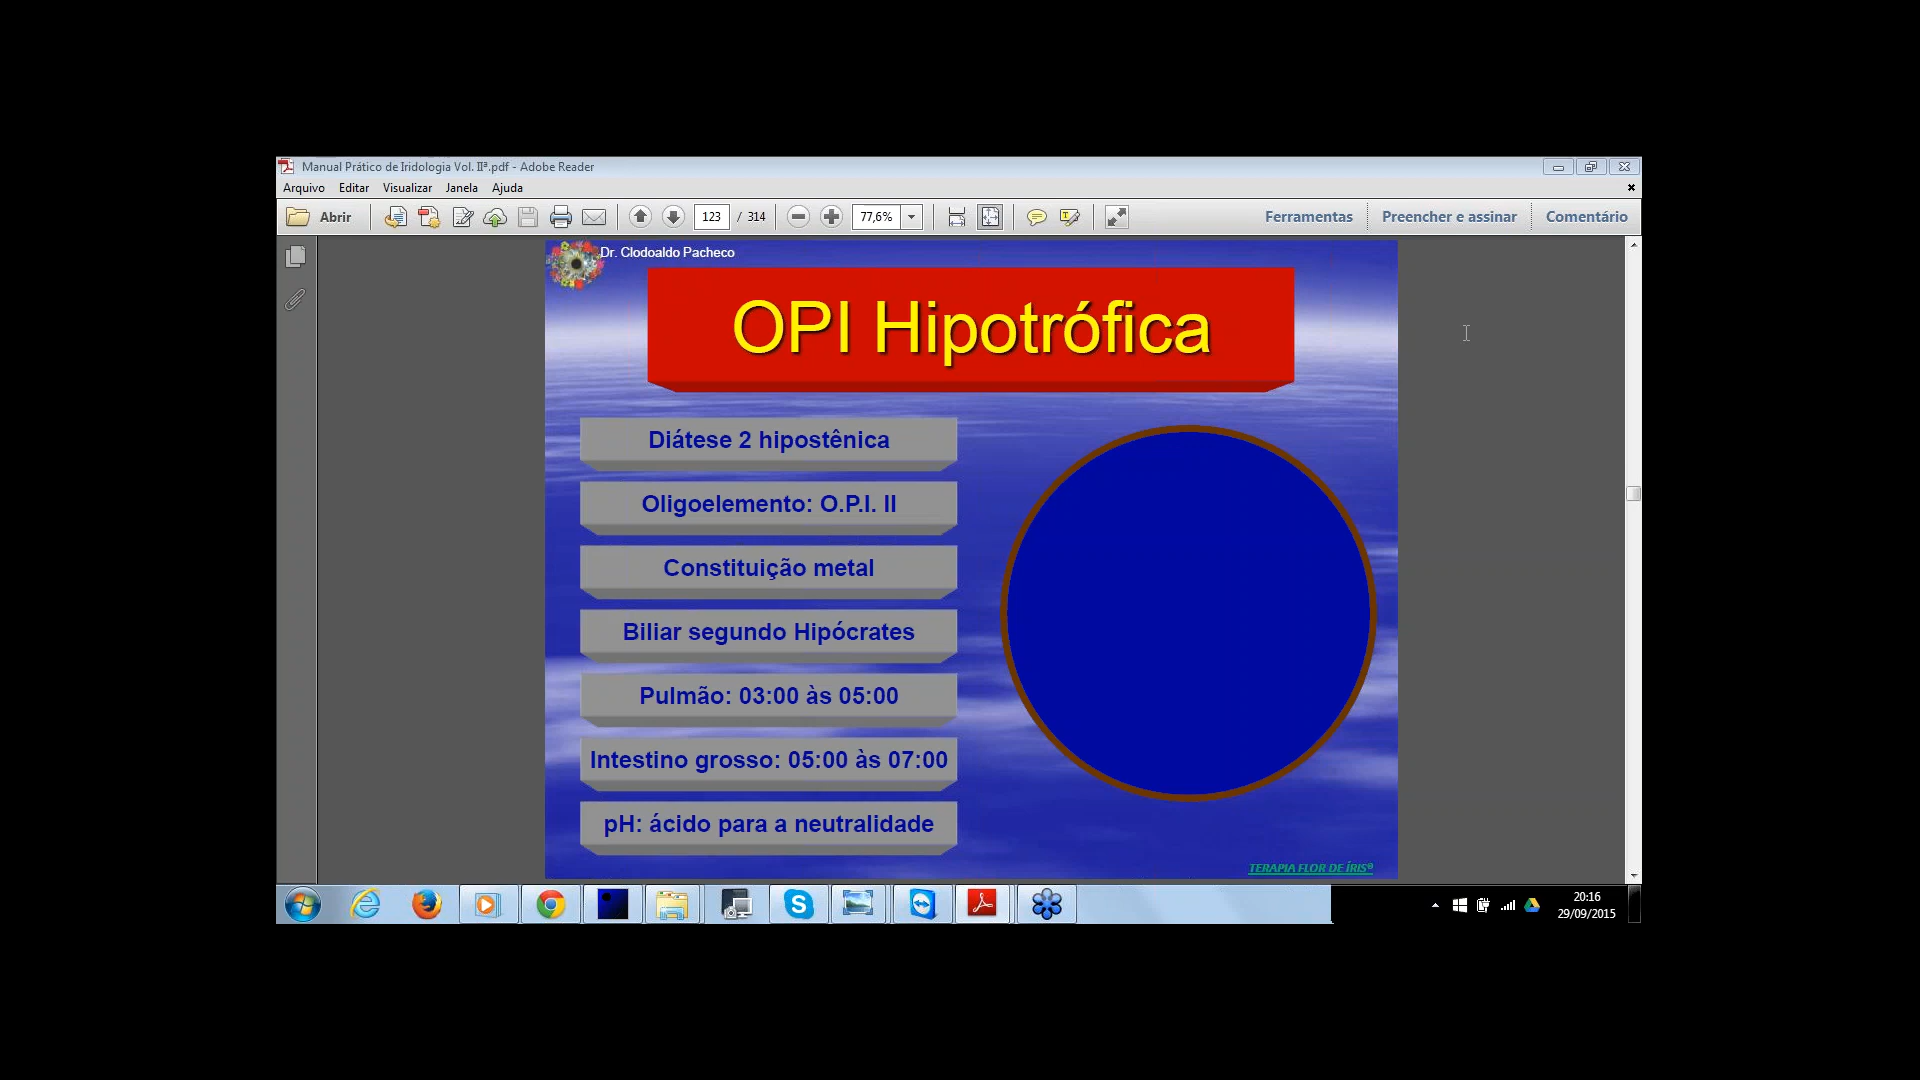 Manual Prático de Iridologia Vol. IIª.pdf - Adobe Reader
Arquivo Editar Visualizar Janela Ajuda
Abrir 123 / 314 77,6% Ferramentas Preencher e assinar Comentário
Dr. Clodoaldo Pacheco
OPI Hipotrófica
Diátese 2 hipostênica
Oligoelemento: O.P.I. II
Constituição metal
Biliar segundo Hipócrates
Pulmão: 03:00 às 05:00
Intestino grosso: 05:00 às 07:00
pH: ácido para a neutralidade
TERAPIA FLOR DE ÍRIS®
20:16
29/09/2015